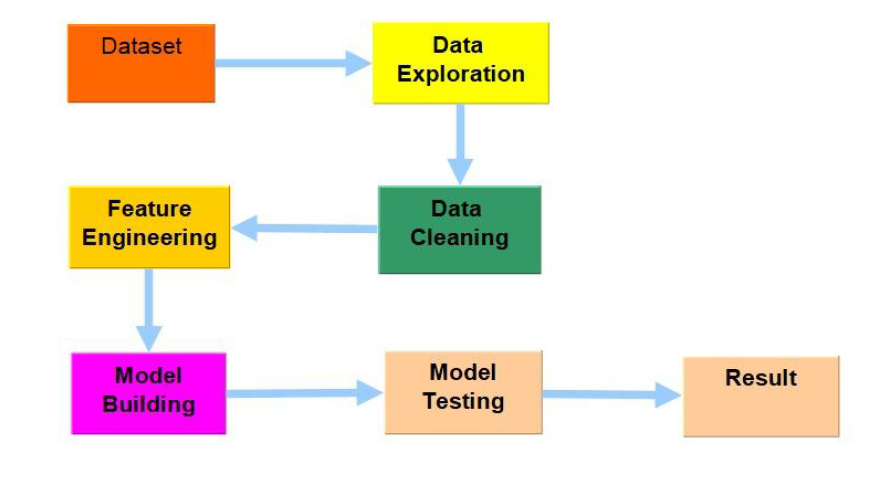 Dataset
Data
Exploration
Data
Cleaning
Feature
Engineering
Model
Building
Model
Testing
Result